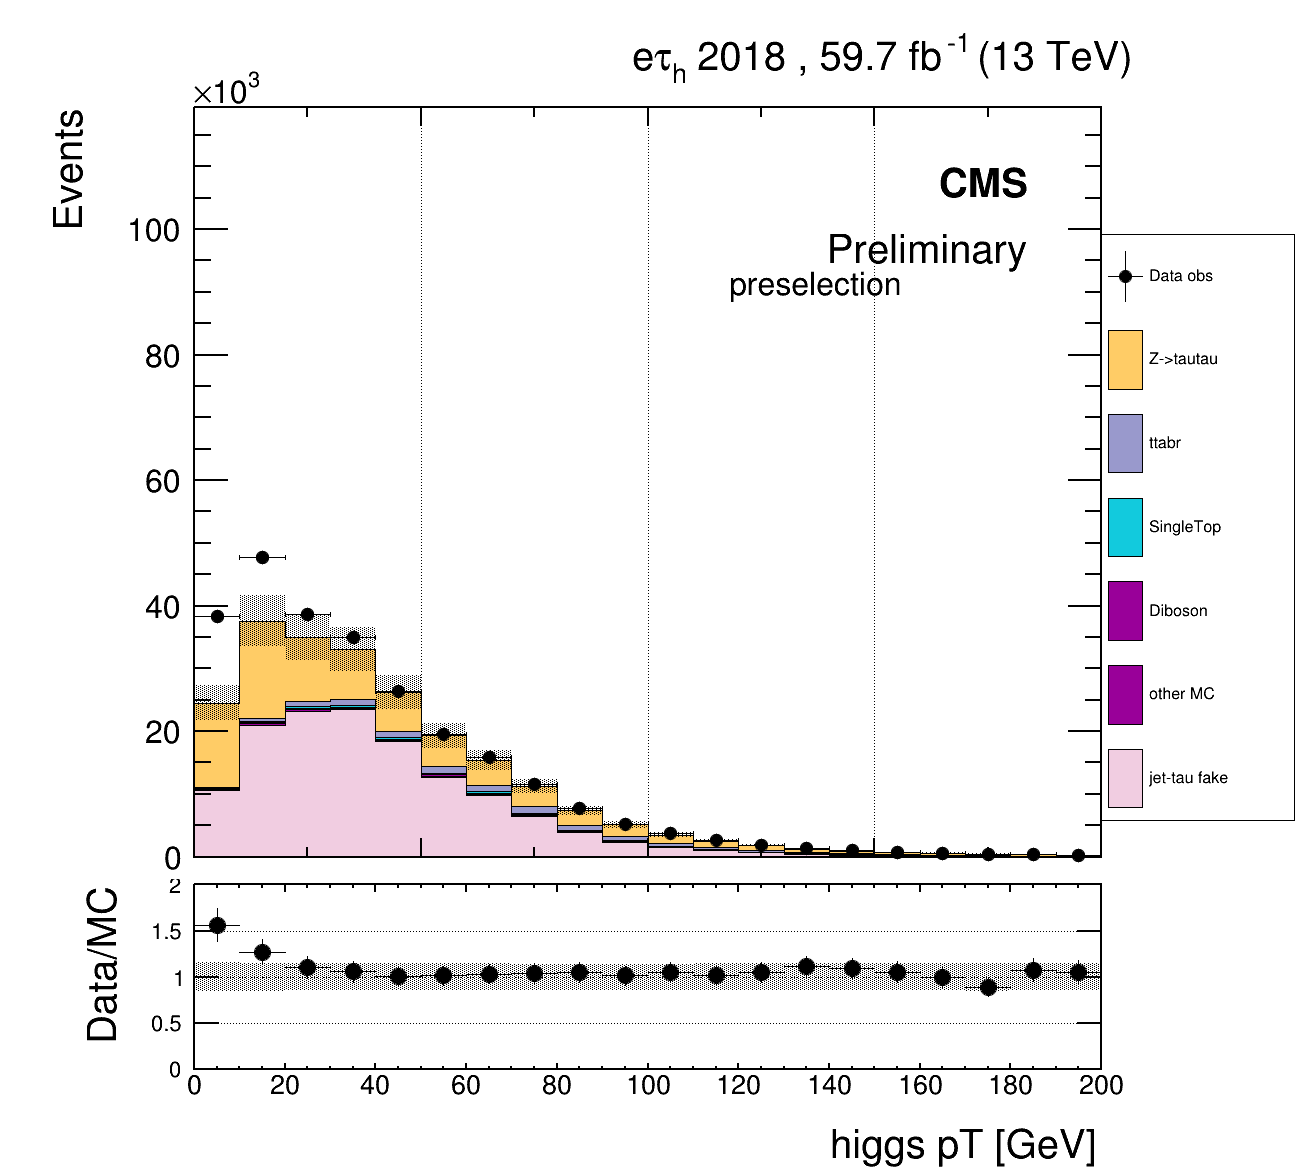 eτh 2018 , 59.7 fb-1 (13 TeV)
×103
Events
CMS
Preliminary
preselection
100
80
60
40
20
0
Data obs
Z->tautau
ttabr
SingleTop
Diboson
other MC
jet-tau fake
Data/MC
2
1.5
1
0.5
0
0 20 40 60 80 100 120 140 160 180 200
higgs pT [GeV]